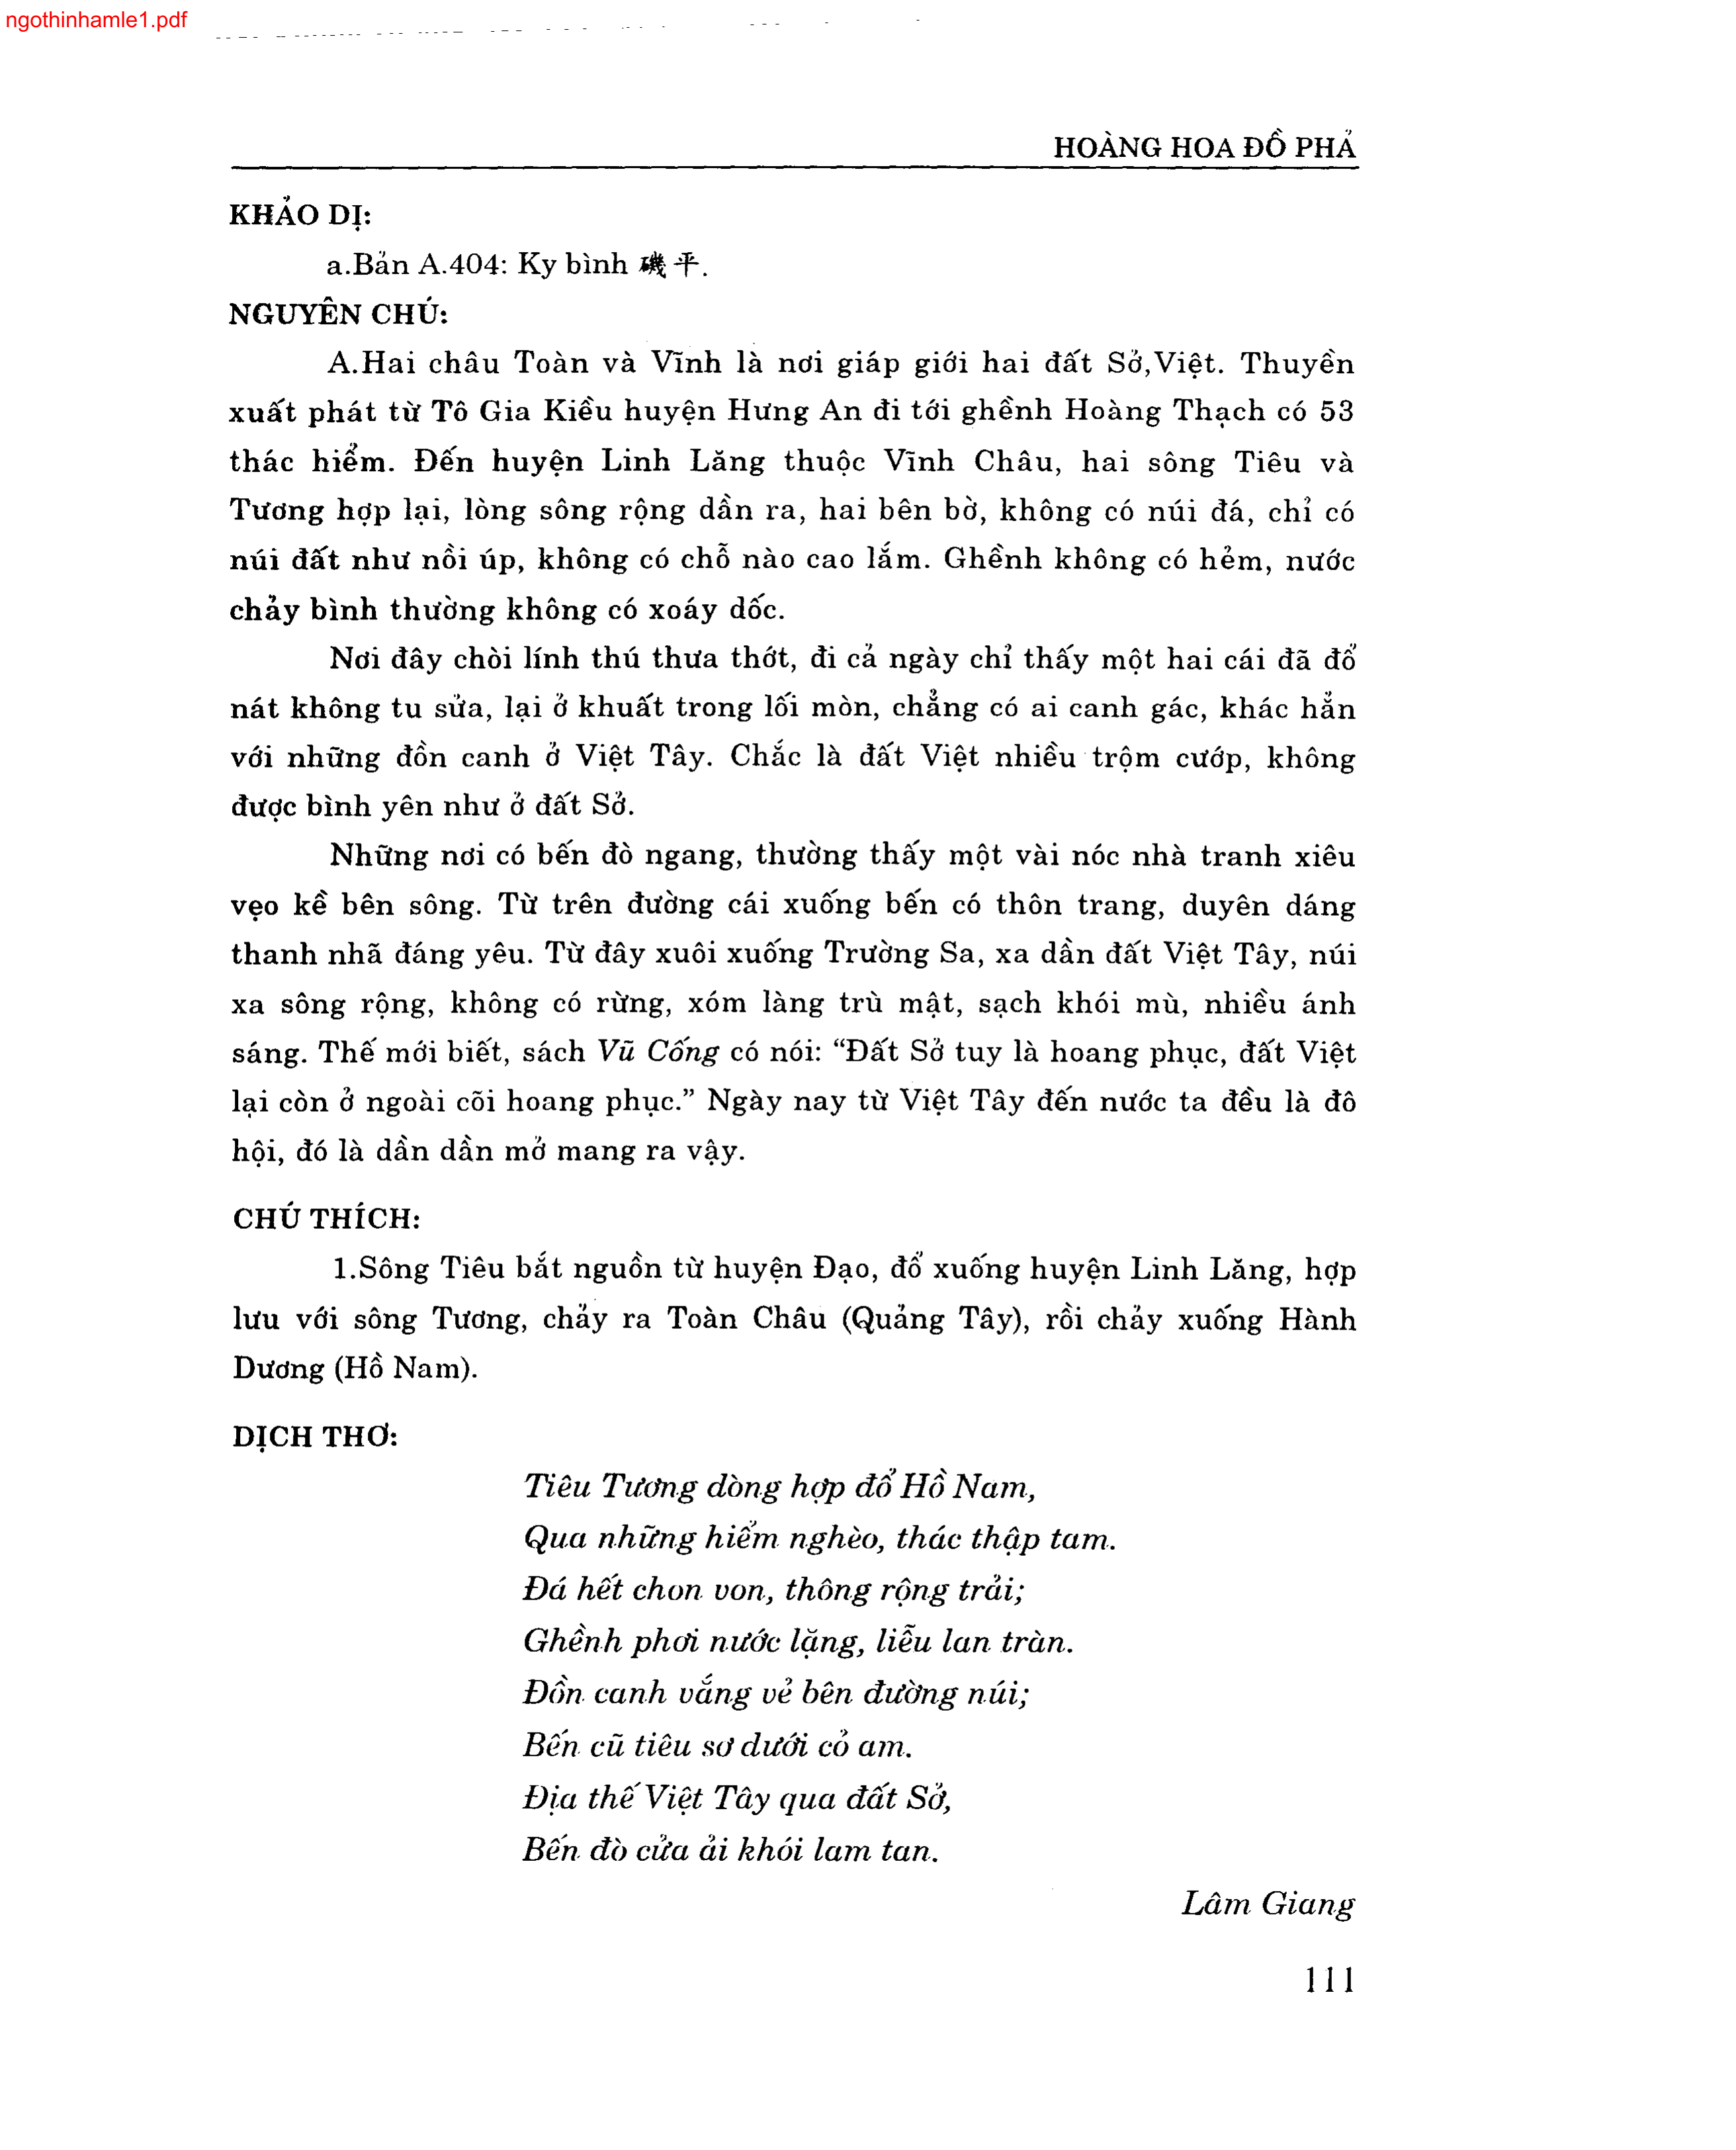 ngothinhamle1.pdf
HOÀNG HOA ĐỒ PHẢ
KHẢO DỊ:
a.Bản A.404: Ky bình 磯平.
NGUYÊN CHÚ:
A.Hai châu Toàn và Vĩnh là nơi giáp giới hai đất Sở,Việt. Thuyền
xuất phát từ Tô Gia Kiều huyện Hưng An đi tới ghềnh Hoàng Thạch có 53
thác hiểm. Đến huyện Linh Lăng thuộc Vĩnh Châu, hai sông Tiêu và
Tương hợp lại, lòng sông rộng dần ra, hai bên bờ, không có núi đá, chỉ có
núi đất như nồi úp, không có chỗ nào cao lắm. Ghềnh không có hẻm, nước
chảy bình thường không có xoáy dốc.
Nơi đây chòi lính thú thưa thớt, đi cả ngày chỉ thấy một hai cái đã đổ
nát không tu sửa, lại ở khuất trong lối mòn, chẳng có ai canh gác, khác hẳn
với những đồn canh ở Việt Tây. Chắc là đất Việt nhiều trộm cướp, không
được bình yên như ở đất Sở.
Những nơi có bến đò ngang, thường thấy một vài nóc nhà tranh xiêu
vẹo kề bên sông. Từ trên đường cái xuống bến có thôn trang, duyên dáng
thanh nhã đáng yêu. Từ đây xuôi xuống Trường Sa, xa dần đất Việt Tây, núi
xa sông rộng, không có rừng, xóm làng trù mật, sạch khói mù, nhiều ánh
sáng. Thế mới biết, sách Vũ Cống có nói: “Đất Sở tuy là hoang phục, đất Việt
lại còn ở ngoài cõi hoang phục.” Ngày nay từ Việt Tây đến nước ta đều là đô
hội, đó là dần dần mở mang ra vậy.
CHÚ THÍCH:
1.Sông Tiêu bắt nguồn từ huyện Đạo, đổ xuống huyện Linh Lăng, hợp
lưu với sông Tương, chảy ra Toàn Châu (Quảng Tây), rồi chảy xuống Hành
Dương (Hồ Nam).
DỊCH THƠ:
Tiêu Tương dòng hợp đổ Hồ Nam,
Qua những hiểm nghèo, thác thập tam.
Đá hết chon von, thông rộng trải;
Ghềnh phơi nước lặng, liễu lan tràn.
Đồn canh vắng vẻ bên đường núi;
Bến cũ tiêu sơ dưới cỏ am.
Địa thế Việt Tây qua đất Sở,
Bến đò cửa ải khói lam tan.
Lâm Giang
111